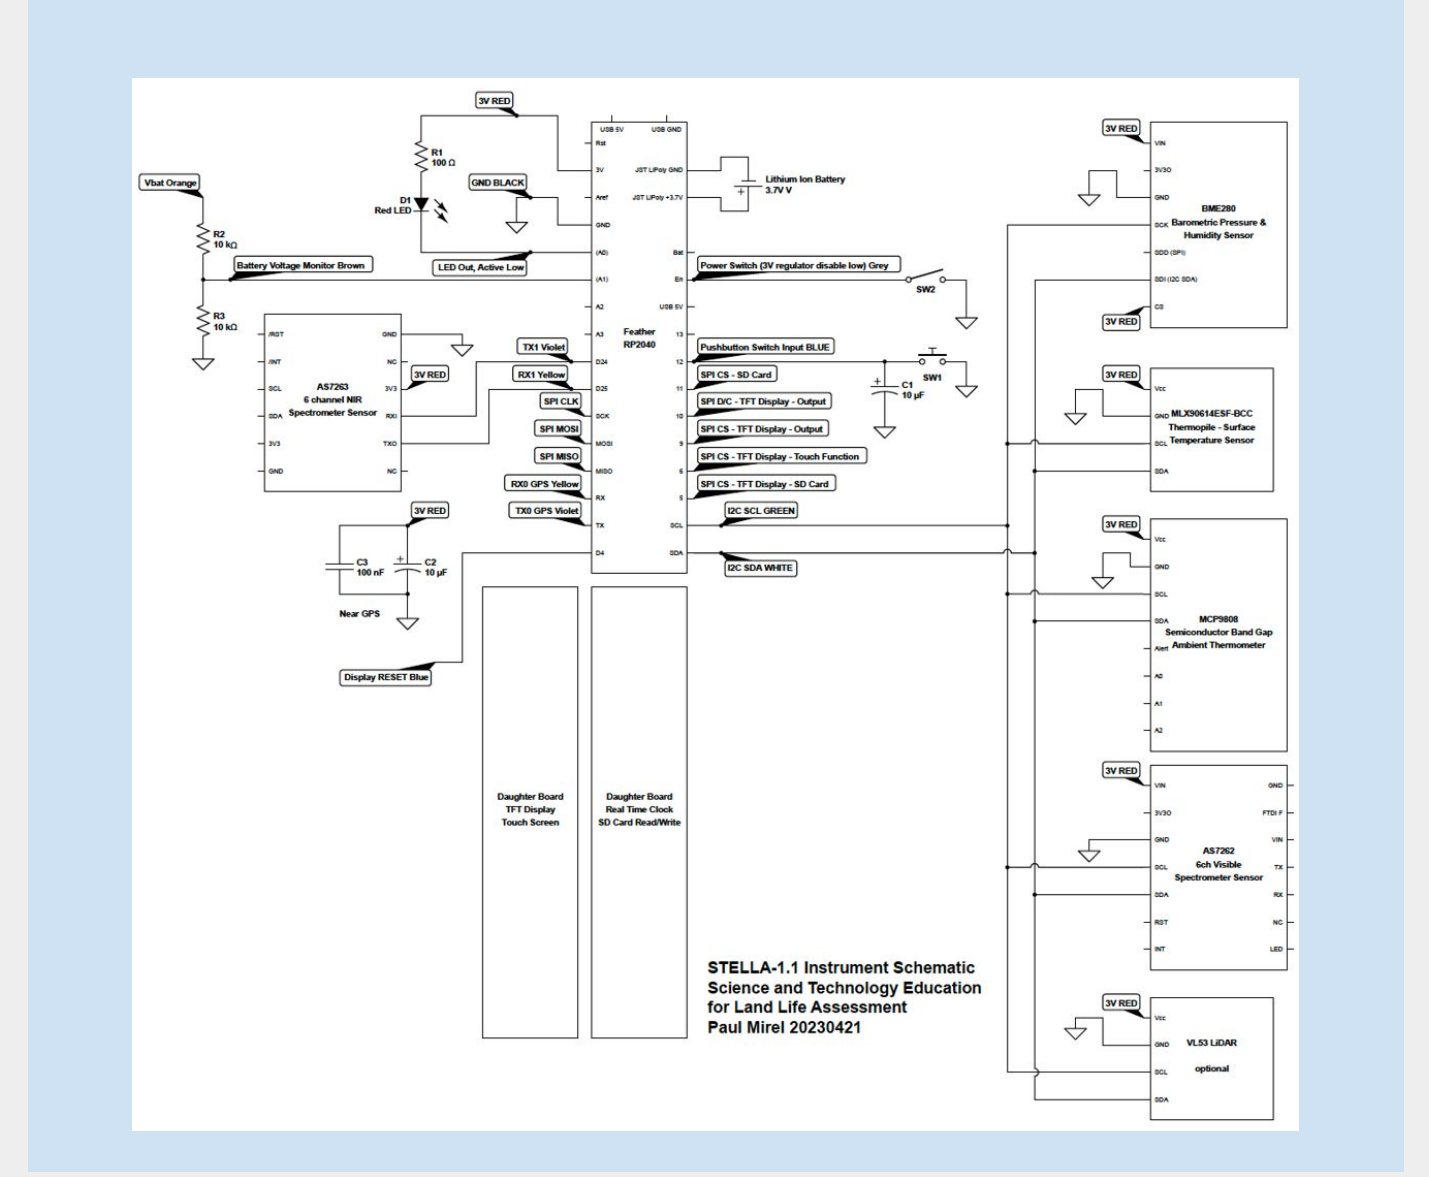 3V RED
R1
100 Ω
D1
Red LED
GND BLACK
LED Out, Active Low
Vbat Orange
R2
10 kΩ
Battery Voltage Monitor Brown
R3
10 kΩ
/RST
/INT
SCL
SDA
3V3
GND
GND
NC
3V3
RXI
TXO
NC
AS7263
6 channel NIR
Spectrometer Sensor
3V RED
TX1 Violet
RX1 Yellow
SPI CLK
SPI MOSI
SPI MISO
RX0 GPS Yellow
TX0 GPS Violet
3V RED
C3
100 nF
C2
10 µF
Near GPS
Display RESET Blue
USB 5V
USB GND
Rst
3V
Aref
GND
(A0)
(A1)
A2
A3
D24
D25
SCK
MOSI
MISO
RX
TX
D4
JST LiPoly GND
JST LiPoly +3.7V
Bat
En
USB 5V
13
12
11
10
9
6
5
SCL
SDA
Feather
RP2040
Lithium Ion Battery
3.7V V
Power Switch (3V regulator disable low) Grey
SW2
Pushbutton Switch Input BLUE
SW1
C1
10 µF
SPI CS - SD Card
SPI D/C - TFT Display - Output
SPI CS - TFT Display - Output
SPI CS - TFT Display - Touch Function
SPI CS - TFT Display - SD Card
I2C SCL GREEN
I2C SDA WHITE
Daughter Board
TFT Display
Touch Screen
Daughter Board
Real Time Clock
SD Card Read/Write
3V RED
VIN
3V3O
GND
SCK
SDO (SPI)
SDI (I2C SDA)
CS
3V RED
BME280
Barometric Pressure &
Humidity Sensor
3V RED
Vcc
GND
SCL
SDA
MLX90614ESF-BCC
Thermopile - Surface
Temperature Sensor
3V RED
Vcc
GND
SCL
SDA
Alert
A0
A1
A2
MCP9808
Semiconductor Band Gap
Ambient Thermometer
3V RED
VIN
3V3O
GND
SCL
SDA
RST
INT
GND
FTDI F
VIN
TX
RX
NC
LED
AS7262
6ch Visible
Spectrometer Sensor
3V RED
Vcc
GND
SCL
SDA
VL53 LiDAR
optional
STELLA-1.1 Instrument Schematic
Science and Technology Education
for Land Life Assessment
Paul Mirel 20230421